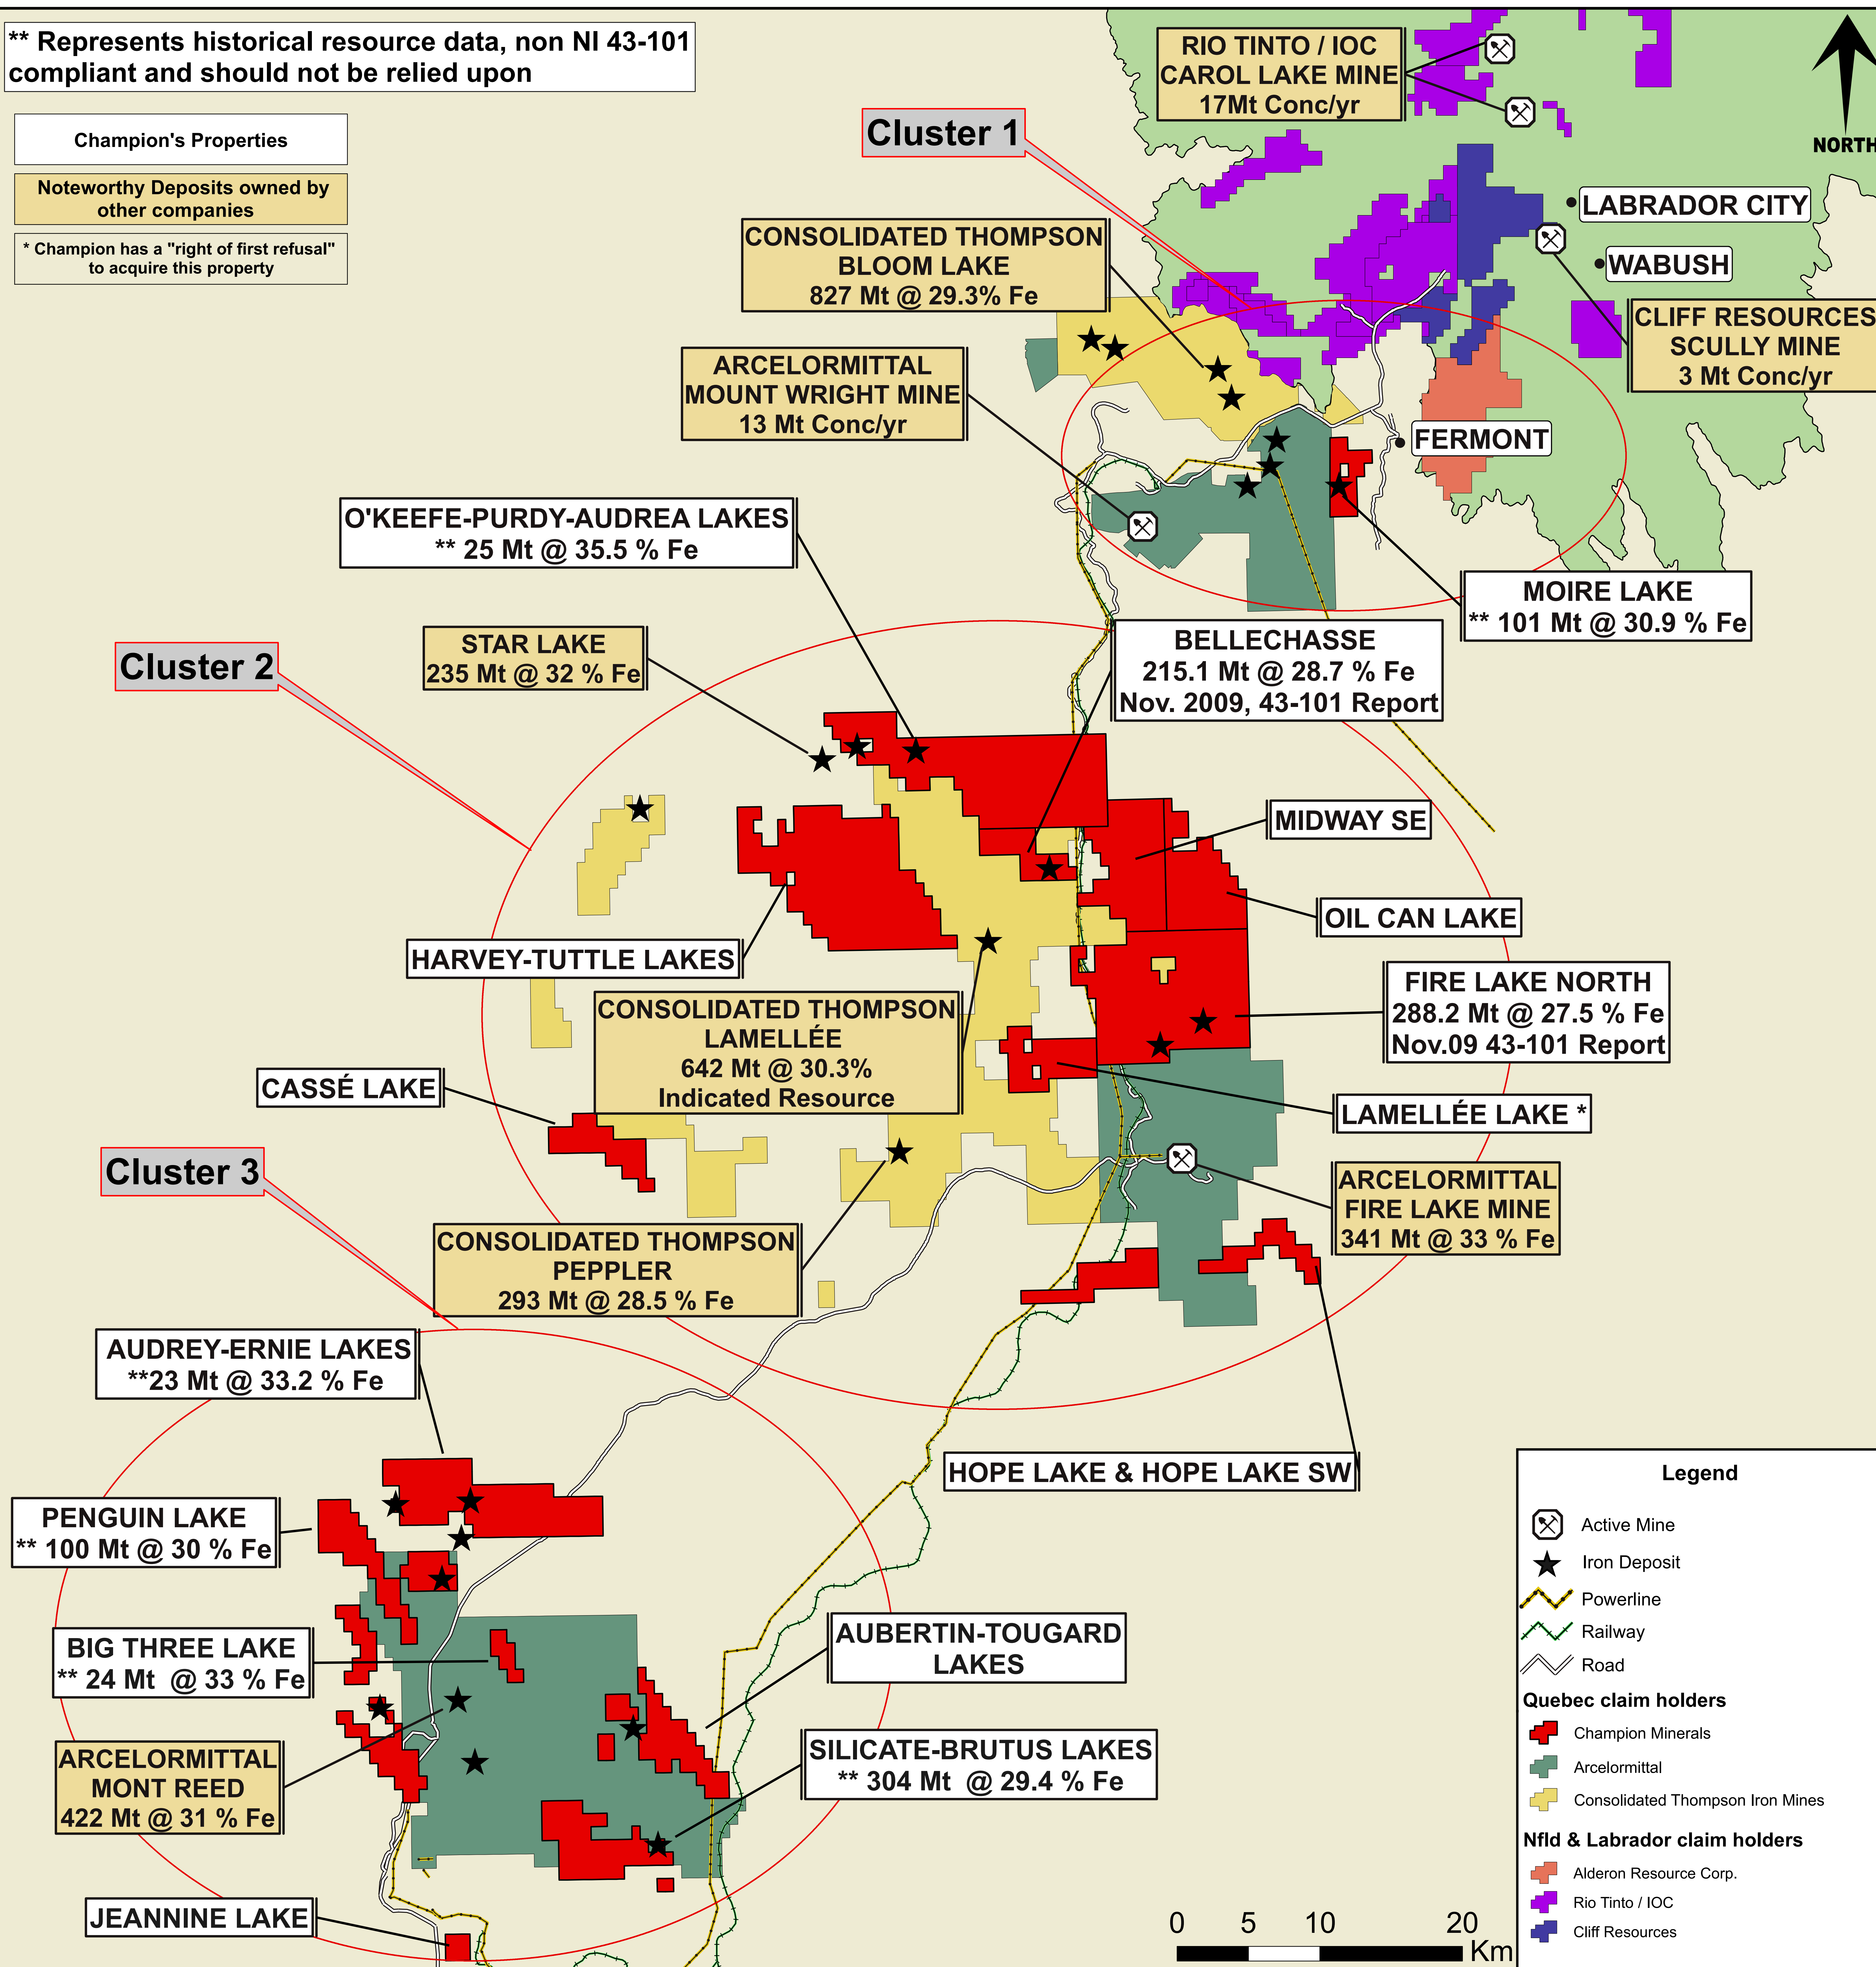 ** Represents historical resource data, non NI 43-101
compliant and should not be relied upon
Champion's Properties
Noteworthy Deposits owned by
other companies
* Champion has a "right of first refusal"
to acquire this property
RIO TINTO / IOC
CAROL LAKE MINE
17Mt Conc/yr
NORTH
Cluster 1
LABRADOR CITY
WABUSH
CONSOLIDATED THOMPSON
BLOOM LAKE
827 Mt @ 29.3% Fe
CLIFF RESOURCES
SCULLY MINE
3 Mt Conc/yr
ARCELORMITTAL
MOUNT WRIGHT MINE
13 Mt Conc/yr
FERMONT
O'KEEFE-PURDY-AUDREA LAKES
** 25 Mt @ 35.5 % Fe
MOIRE LAKE
** 101 Mt @ 30.9 % Fe
STAR LAKE
235 Mt @ 32 % Fe
BELLECHASSE
215.1 Mt @ 28.7 % Fe
Nov. 2009, 43-101 Report
Cluster 2
MIDWAY SE
OIL CAN LAKE
HARVEY-TUTTLE LAKES
FIRE LAKE NORTH
288.2 Mt @ 27.5 % Fe
Nov.09 43-101 Report
CONSOLIDATED THOMPSON
LAMELLÉE
642 Mt @ 30.3%
Indicated Resource
CASSÉ LAKE
LAMELLÉE LAKE *
Cluster 3
ARCELORMITTAL
FIRE LAKE MINE
341 Mt @ 33 % Fe
CONSOLIDATED THOMPSON
PEPPLER
293 Mt @ 28.5 % Fe
AUDREY-ERNIE LAKES
**23 Mt @ 33.2 % Fe
HOPE LAKE & HOPE LAKE SW
PENGUIN LAKE
** 100 Mt @ 30 % Fe
BIG THREE LAKE
** 24 Mt @ 33 % Fe
AUBERTIN-TOUGARD
LAKES
ARCELORMITTAL
MONT REED
422 Mt @ 31 % Fe
SILICATE-BRUTUS LAKES
** 304 Mt @ 29.4 % Fe
JEANNINE LAKE
0 5 10 20
Km
Legend
Active Mine
Iron Deposit
Powerline
Railway
Road
Quebec claim holders
Champion Minerals
Arcelormittal
Consolidated Thompson Iron Mines
Nfld & Labrador claim holders
Alderon Resource Corp.
Rio Tinto / IOC
Cliff Resources